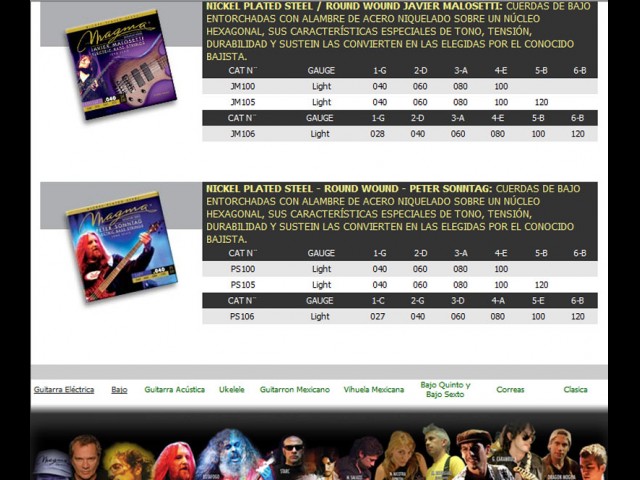 NICKEL PLATED STEEL / ROUND WOUND JAVIER MALOSETTI: CUERDAS DE BAJO
ENTORCHADAS CON ALAMBRE DE ACERO NIQUELADO SOBRE UN NÚCLEO
HEXAGONAL, SUS CARACTERÍSTICAS ESPECIALES DE TONO, TENSIÓN,
DURABILIDAD Y SUSTEIN LAS CONVIERTEN EN LAS ELEGIDAS POR EL CONOCIDO
BAJISTA.
Magma
JAVIER MALOSETTI
ELECTRIC BASS STRINGS
.040
CAT N¨ GAUGE 1-G 2-D 3-A 4-E 5-B 6-B
JM100 Light 040 060 080 100
JM105 Light 040 060 080 100 120
CAT N¨ GAUGE 1-G 2-D 3-A 4-E 5-B 6-B
JM106 Light 028 040 060 080 100 120
NICKEL PLATED STEEL - ROUND WOUND - PETER SONNTAG: CUERDAS DE BAJO
ENTORCHADAS CON ALAMBRE DE ACERO NIQUELADO SOBRE UN NÚCLEO
HEXAGONAL, SUS CARACTERÍSTICAS ESPECIALES DE TONO, TENSIÓN,
DURABILIDAD Y SUSTEIN LAS CONVIERTEN EN LAS ELEGIDAS POR EL CONOCIDO
BAJISTA.
Magma
PETER SONNTAG
ELECTRIC BASS STRINGS
.040
CAT N¨ GAUGE 1-G 2-D 3-A 4-E 5-B 6-B
PS100 Light 040 060 080 100
PS105 Light 040 060 080 100 120
CAT N¨ GAUGE 1-C 2-G 3-D 4-A 5-E 6-B
PS106 Light 027 040 060 080 100 120
Guitarra Eléctrica Bajo Guitarra Acústica Ukelele Guitarron Mexicano Vihuela Mexicana Bajo Quinto y Bajo Sexto Correas Clasica